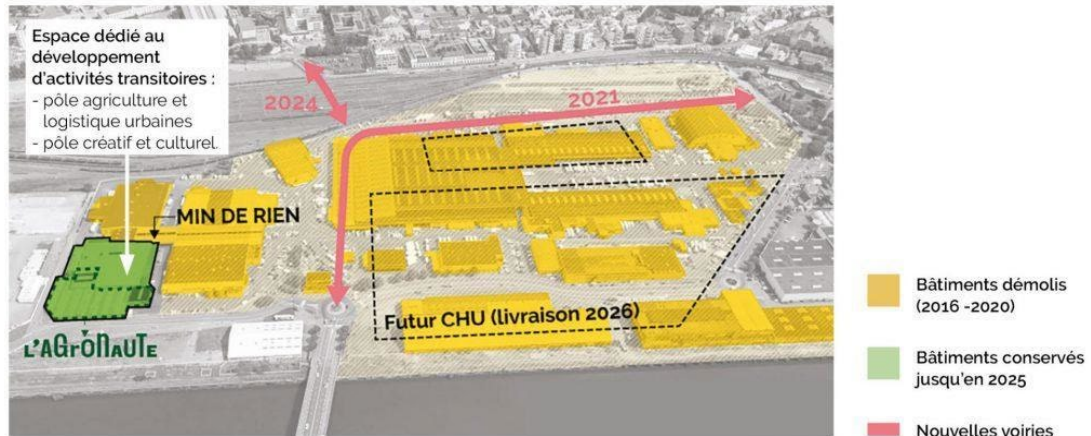 Espace dédié au
développement
d'activités transitoires :
- pôle agriculture et
logistique urbaines
- pôle créatif et culturel.
2024
2021
MIN DE RIEN
L'AGrONAUTE
Futur CHU (livraison 2026)
Bâtiments démolis
(2016 -2020)
Bâtiments conservés
jusqu'en 2025
Nouvelles voiries